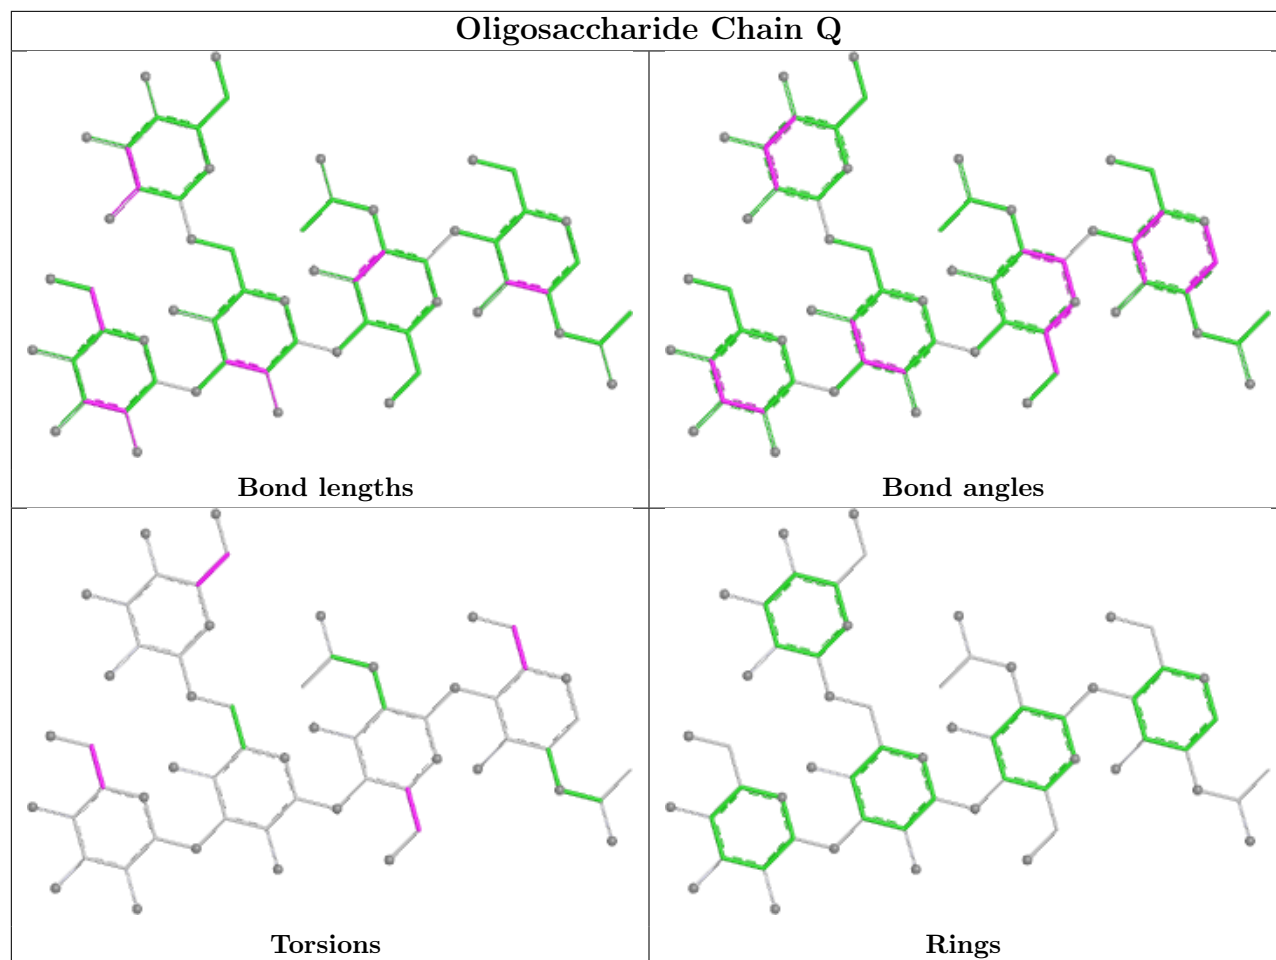 Oligosaccharide Chain Q
Bond lengths
Bond angles
Torsions
Rings